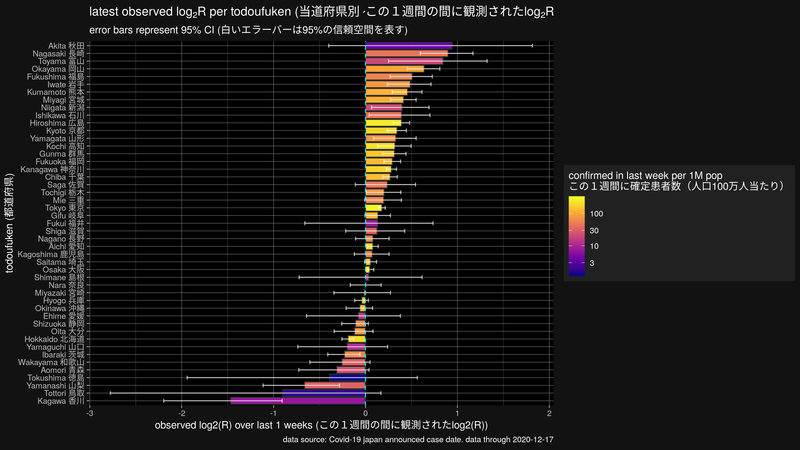 latest observed log₂R per todoufuken (当道府県別 この１週間の間に観測されたlog₂R
error bars represent 95% CI (白いエラーバーは95%の信頼空間を表す)
Akita 秋田
Nagasaki 長崎
Toyama 富山
Okayama 岡山
Fukushima 福島
Iwate 岩手
Kumamoto 熊本
Miyagi 宮城
Niigata 新潟
Ishikawa 石川
Hiroshima 広島
Kyoto 京都
Yamagata 山形
Kochi 高知
Gunma 群馬
Fukuoka 福岡
Kanagawa 神奈川
Chiba 千葉
Saga 佐賀
Tochigi 栃木
Mie 三重
Tokyo 東京
Gifu 岐阜
Fukui 福井
Shiga 滋賀
Nagano 長野
Aichi 愛知
Kagoshima 鹿児島
Saitama 埼玉
Osaka 大阪
Shimane 島根
Nara 奈良
Miyazaki 宮崎
Hyogo 兵庫
Okinawa 沖縄
Ehime 愛媛
Shizuoka 静岡
Oita 大分
Hokkaido 北海道
Yamaguchi 山口
Ibaraki 茨城
Wakayama 和歌山
Aomori 青森
Tokushima 徳島
Yamanashi 山梨
Tottori 鳥取
Kagawa 香川
todoufuken (都道府県)
-3 -2 -1 0 1 2
observed log2(R) over last 1 weeks (この１週間の間に観測されたlog2(R))
data source: Covid-19 japan announced case date. data through 2020-12-17
confirmed in last week per 1M pop
この１週間に確定患者数（人口100万人当たり）
100
30
10
3